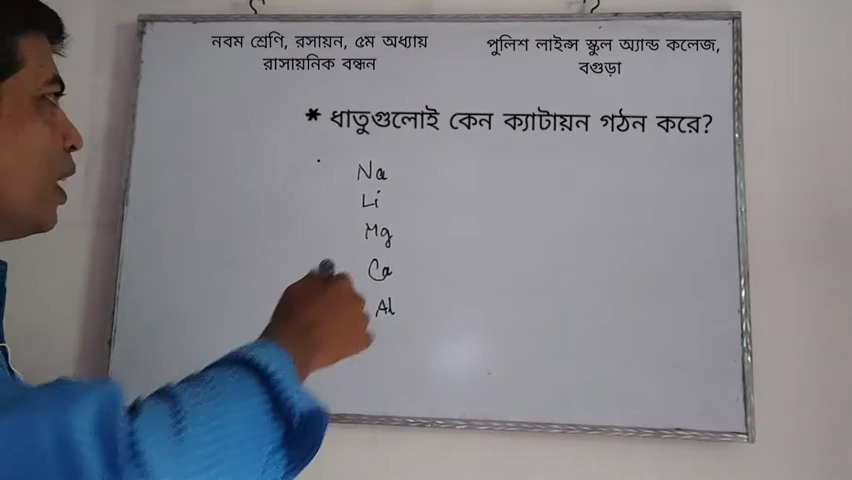 নবম শ্রেণি, রসায়ন, ৫ম অধ্যায়
রাসায়নিক বন্ধন
পুলিশ লাইন্স স্কুল অ্যান্ড কলেজ,
বগুড়া
* ধাতুগুলোই কেন ক্যাটায়ন গঠন করে?
Na
Li
Mg
Ca
Al